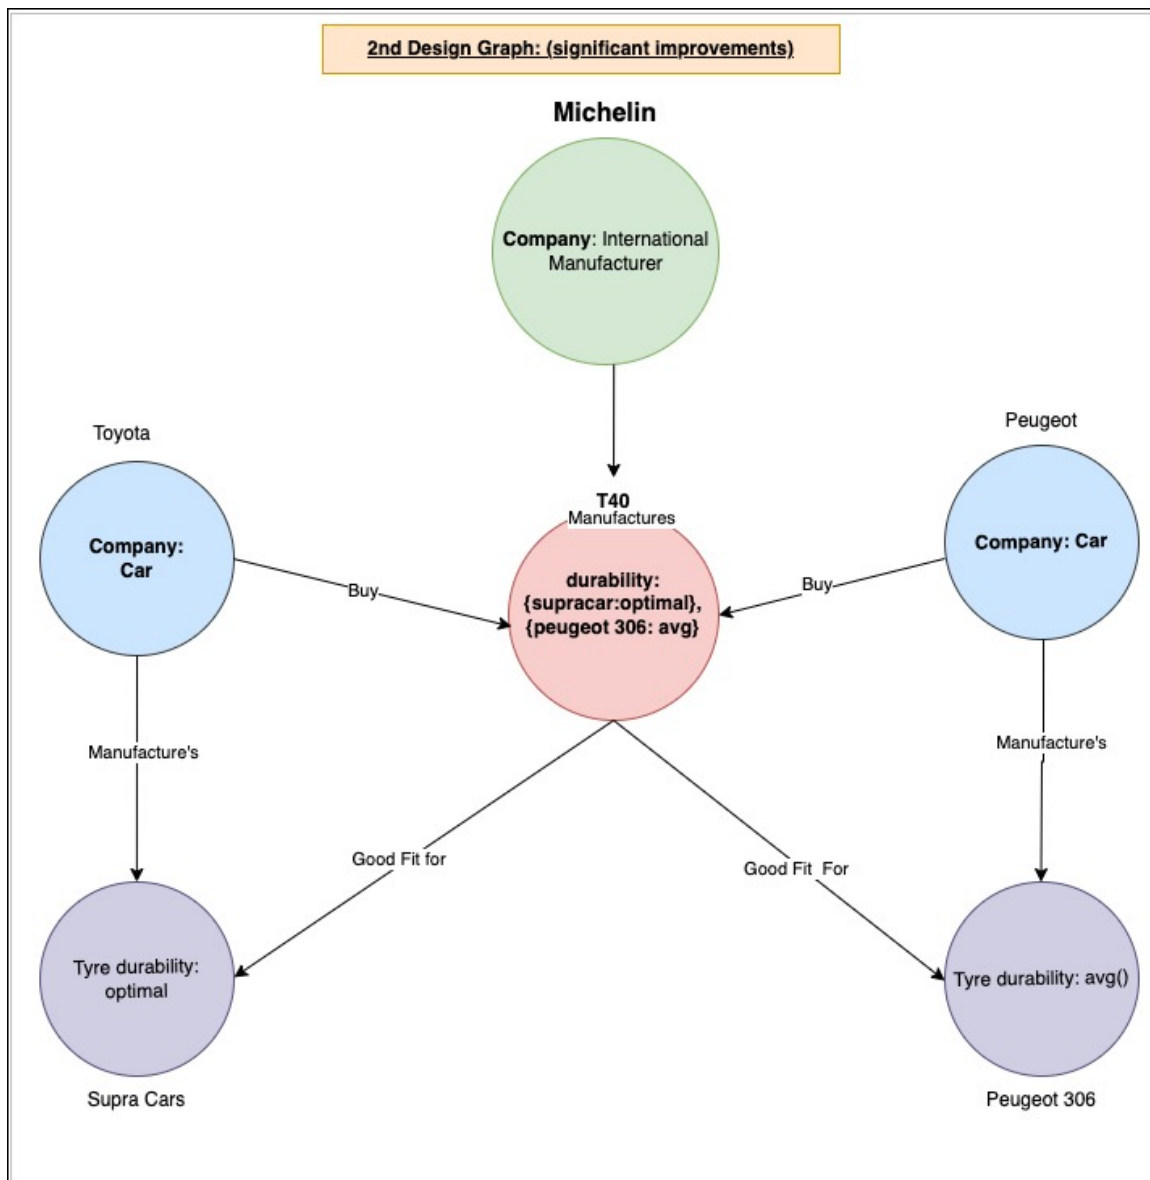 2nd Design Graph: (significant improvements)
Michelin
Company: International
Manufacturer
Toyota
Peugeot
Company:
Car
Company: Car
T40
Manufactures
durability:
{supracar:optimal},
{peugeot 306: avg}
Buy
Buy
Manufacture's
Manufacture's
Good Fit for
Good Fit  For
Tyre durability:
optimal
Tyre durability: avg()
Supra Cars
Peugeot 306